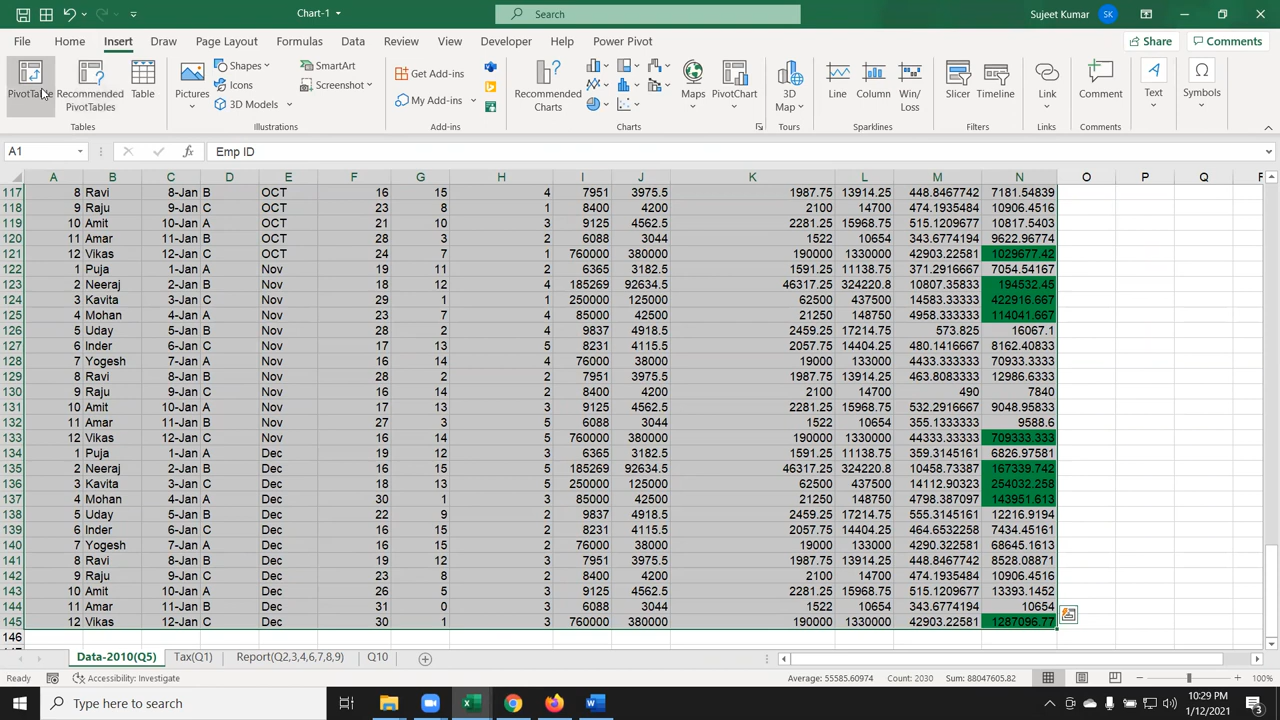 Chart-1
Search
Sujeet Kumar SK
File Home Insert Draw Page Layout Formulas Data Review View Developer Help Power Pivot Share Comments
PivotTable Recommended PivotTables Table Pictures Shapes Icons 3D Models SmartArt Screenshot Get Add-ins My Add-ins Recommended Charts Maps PivotChart 3D Map Line Column Win/Loss Slicer Timeline Link Comment Text Symbols
Tables Illustrations Add-ins Charts Tours Sparklines Filters Links Comments
A1 fx Emp ID
A B C D E F G H I J K L M N O P Q R
117 8 Ravi 8-Jan B OCT 16 15 4 7951 3975.5 1987.75 13914.25 448.8467742 7181.54839
118 9 Raju 9-Jan C OCT 23 8 1 8400 4200 2100 14700 474.1935484 10906.4516
119 10 Amit 10-Jan A OCT 21 10 3 9125 4562.5 2281.25 15968.75 515.1209677 10817.5403
120 11 Amar 11-Jan B OCT 28 3 2 6088 3044 1522 10654 343.6774194 9622.96774
121 12 Vikas 12-Jan C OCT 24 7 1 760000 380000 190000 1330000 42903.22581 1029677.42
122 1 Puja 1-Jan A Nov 19 11 2 6365 3182.5 1591.25 11138.75 371.2916667 7054.54167
123 2 Neeraj 2-Jan B Nov 18 12 4 185269 92634.5 46317.25 324220.8 10807.35833 194532.45
124 3 Kavita 3-Jan C Nov 29 1 1 250000 125000 62500 437500 14583.33333 422916.667
125 4 Mohan 4-Jan A Nov 23 7 4 85000 42500 21250 148750 4958.333333 114041.667
126 5 Uday 5-Jan B Nov 28 2 4 9837 4918.5 2459.25 17214.75 573.825 16067.1
127 6 Inder 6-Jan C Nov 17 13 5 8231 4115.5 2057.75 14404.25 480.1416667 8162.40833
128 7 Yogesh 7-Jan A Nov 16 14 4 76000 38000 19000 133000 4433.333333 70933.3333
129 8 Ravi 8-Jan B Nov 28 2 2 7951 3975.5 1987.75 13914.25 463.8083333 12986.6333
130 9 Raju 9-Jan C Nov 16 14 2 8400 4200 2100 14700 490 7840
131 10 Amit 10-Jan A Nov 17 13 3 9125 4562.5 2281.25 15968.75 532.2916667 9048.95833
132 11 Amar 11-Jan B Nov 27 3 5 6088 3044 1522 10654 355.1333333 9588.6
133 12 Vikas 12-Jan C Nov 16 14 5 760000 380000 190000 1330000 44333.33333 709333.333
134 1 Puja 1-Jan A Dec 19 12 3 6365 3182.5 1591.25 11138.75 359.3145161 6826.97581
135 2 Neeraj 2-Jan B Dec 16 15 5 185269 92634.5 46317.25 324220.8 10458.73387 167339.742
136 3 Kavita 3-Jan C Dec 18 13 5 250000 125000 62500 437500 14112.90323 254032.258
137 4 Mohan 4-Jan A Dec 30 1 3 85000 42500 21250 148750 4798.387097 143951.613
138 5 Uday 5-Jan B Dec 22 9 2 9837 4918.5 2459.25 17214.75 555.3145161 12216.9194
139 6 Inder 6-Jan C Dec 16 15 2 8231 4115.5 2057.75 14404.25 464.6532258 7434.45161
140 7 Yogesh 7-Jan A Dec 16 15 2 76000 38000 19000 133000 4290.322581 68645.1613
141 8 Ravi 8-Jan B Dec 19 12 3 7951 3975.5 1987.75 13914.25 448.8467742 8528.08871
142 9 Raju 9-Jan C Dec 23 8 2 8400 4200 2100 14700 474.1935484 10906.4516
143 10 Amit 10-Jan A Dec 26 5 3 9125 4562.5 2281.25 15968.75 515.1209677 13393.1452
144 11 Amar 11-Jan B Dec 31 0 3 6088 3044 1522 10654 343.6774194 10654
145 12 Vikas 12-Jan C Dec 30 1 3 760000 380000 190000 1330000 42903.22581 1287096.77
146
Data-2010(Q5) Tax(Q1) Report(Q2,3,4,6,7,8,9) Q10
Ready Accessibility: Investigate Average: 55585.60974 Count: 2030 Sum: 88047605.82 100%
Type here to search
10:29 PM
1/12/2021
3